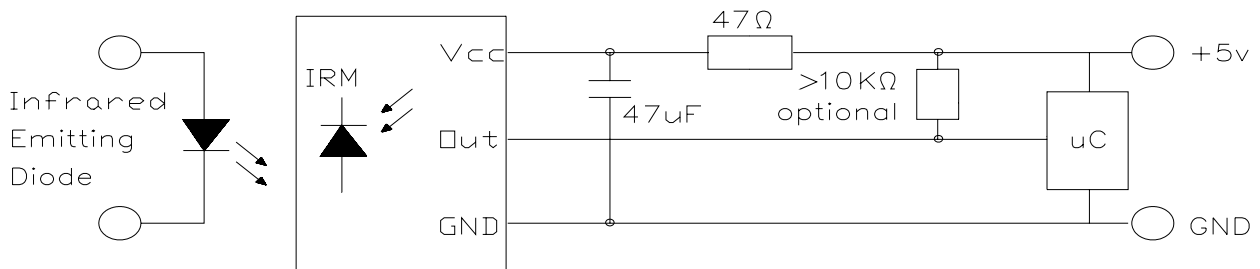 Infrared
Emitting
Diode
IRM
Vcc
Out
GND
47Ω
47uF
>10KΩ
optional
uC
+5v
GND